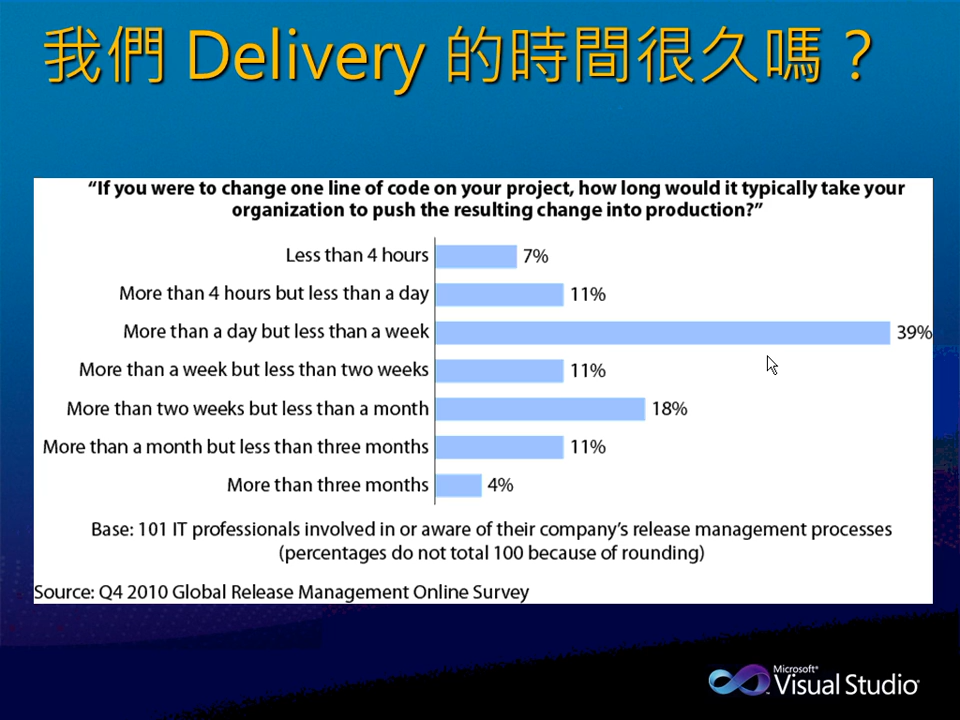 我們 Delivery 的時間很久嗎？
“If you were to change one line of code on your project, how long would it typically take your
organization to push the resulting change into production?”
Less than 4 hours 7%
More than 4 hours but less than a day 11%
More than a day but less than a week 39%
More than a week but less than two weeks 11%
More than two weeks but less than a month 18%
More than a month but less than three months 11%
More than three months 4%
Base: 101 IT professionals involved in or aware of their company’s release management processes
(percentages do not total 100 because of rounding)
Source: Q4 2010 Global Release Management Online Survey
Microsoft®
Visual Studio®